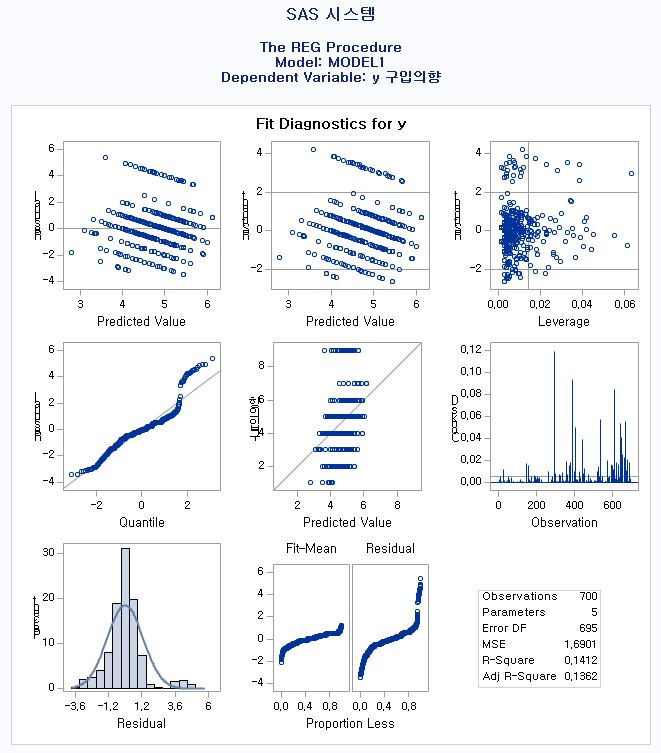 SAS 시스템
The REG Procedure
Model: MODEL1
Dependent Variable: y 구입의향
Fit Diagnostics for y
6
4
2
0
-2
-4
3 4 5 6
Predicted Value
4
2
0
-2
3 4 5 6
Predicted Value
4
2
0
-2
0,00 0,02 0,04 0,06
Leverage
6
4
2
0
-2
-4
-2 0 2
Quantile
8
6
4
2
2 4 6 8
Predicted Value
0,12
0,10
0,08
0,06
0,04
0,02
0,00
0 200 400 600
Observation
30
20
10
0
-3,6 -1,2 1,2 3,6 6
Residual
Fit-Mean Residual
6
4
2
0
-2
-4
0,0 0,4 0,8 0,0 0,4 0,8
Proportion Less
Observations 700
Parameters 5
Error DF 695
MSE 1,6901
R-Square 0,1412
Adj R-Square 0,1362